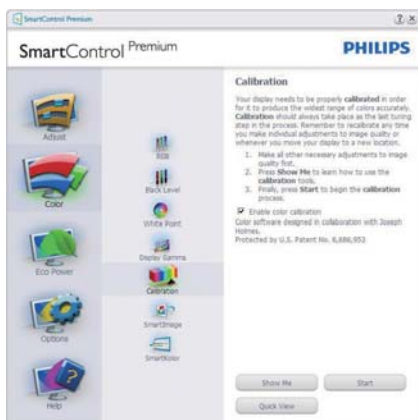 SmartControl Premium
SmartControl Premium
PHILIPS
Adjust
Color
Eco Power
Options
Help
RGB
Black Level
White Point
Display Gamma
Calibration
SmartImage
SmartKolor
Calibration
Your display needs to be properly calibrated in order
for it to produce the widest range of colors accurately.
Calibration should always take place as the last tuning
step in the process. Remember to recalibrate any time
you make individual adjustments to image quality or
whenever you move your display to a new location.
1. Make all other necessary adjustments to image
quality first.
2. Press Show Me to learn how to use the
calibration tools.
3. Finally, press Start to begin the calibration
process.
Enable color calibration
Color software designed in collaboration with Joseph
Holmes.
Protected by U.S. Patent No. 6,686,953
Show Me
Start
Quick View